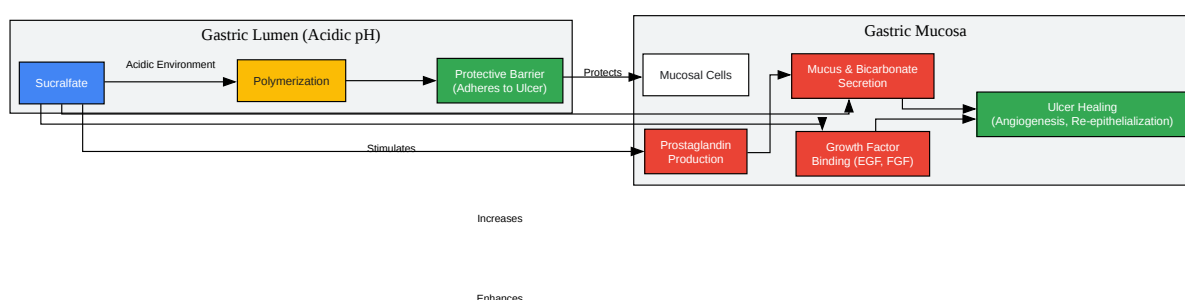 Gastric Lumen (Acidic pH)
Gastric Mucosa
Sucralfate
Acidic Environment
Polymerization
Protective Barrier
(Adheres to Ulcer)
Protects
Mucosal Cells
Mucus & Bicarbonate
Secretion
Ulcer Healing
(Angiogenesis, Re-epithelialization)
Stimulates
Prostaglandin
Production
Growth Factor
Binding (EGF, FGF)
Increases
Enhances